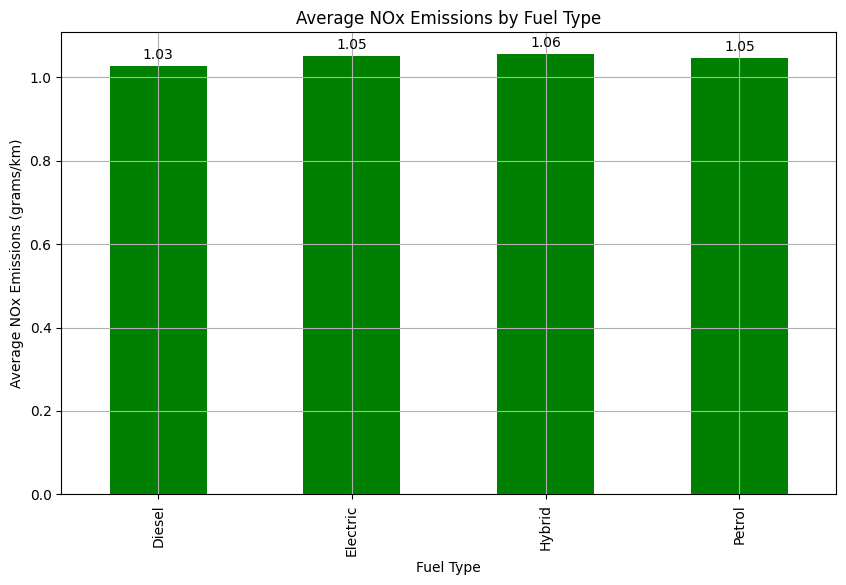 Average NOx Emissions by Fuel Type
1.03
1.05
1.06
1.05
Average NOx Emissions (grams/km)
1.0
0.8
0.6
0.4
0.2
0.0
Diesel
Electric
Hybrid
Petrol
Fuel Type